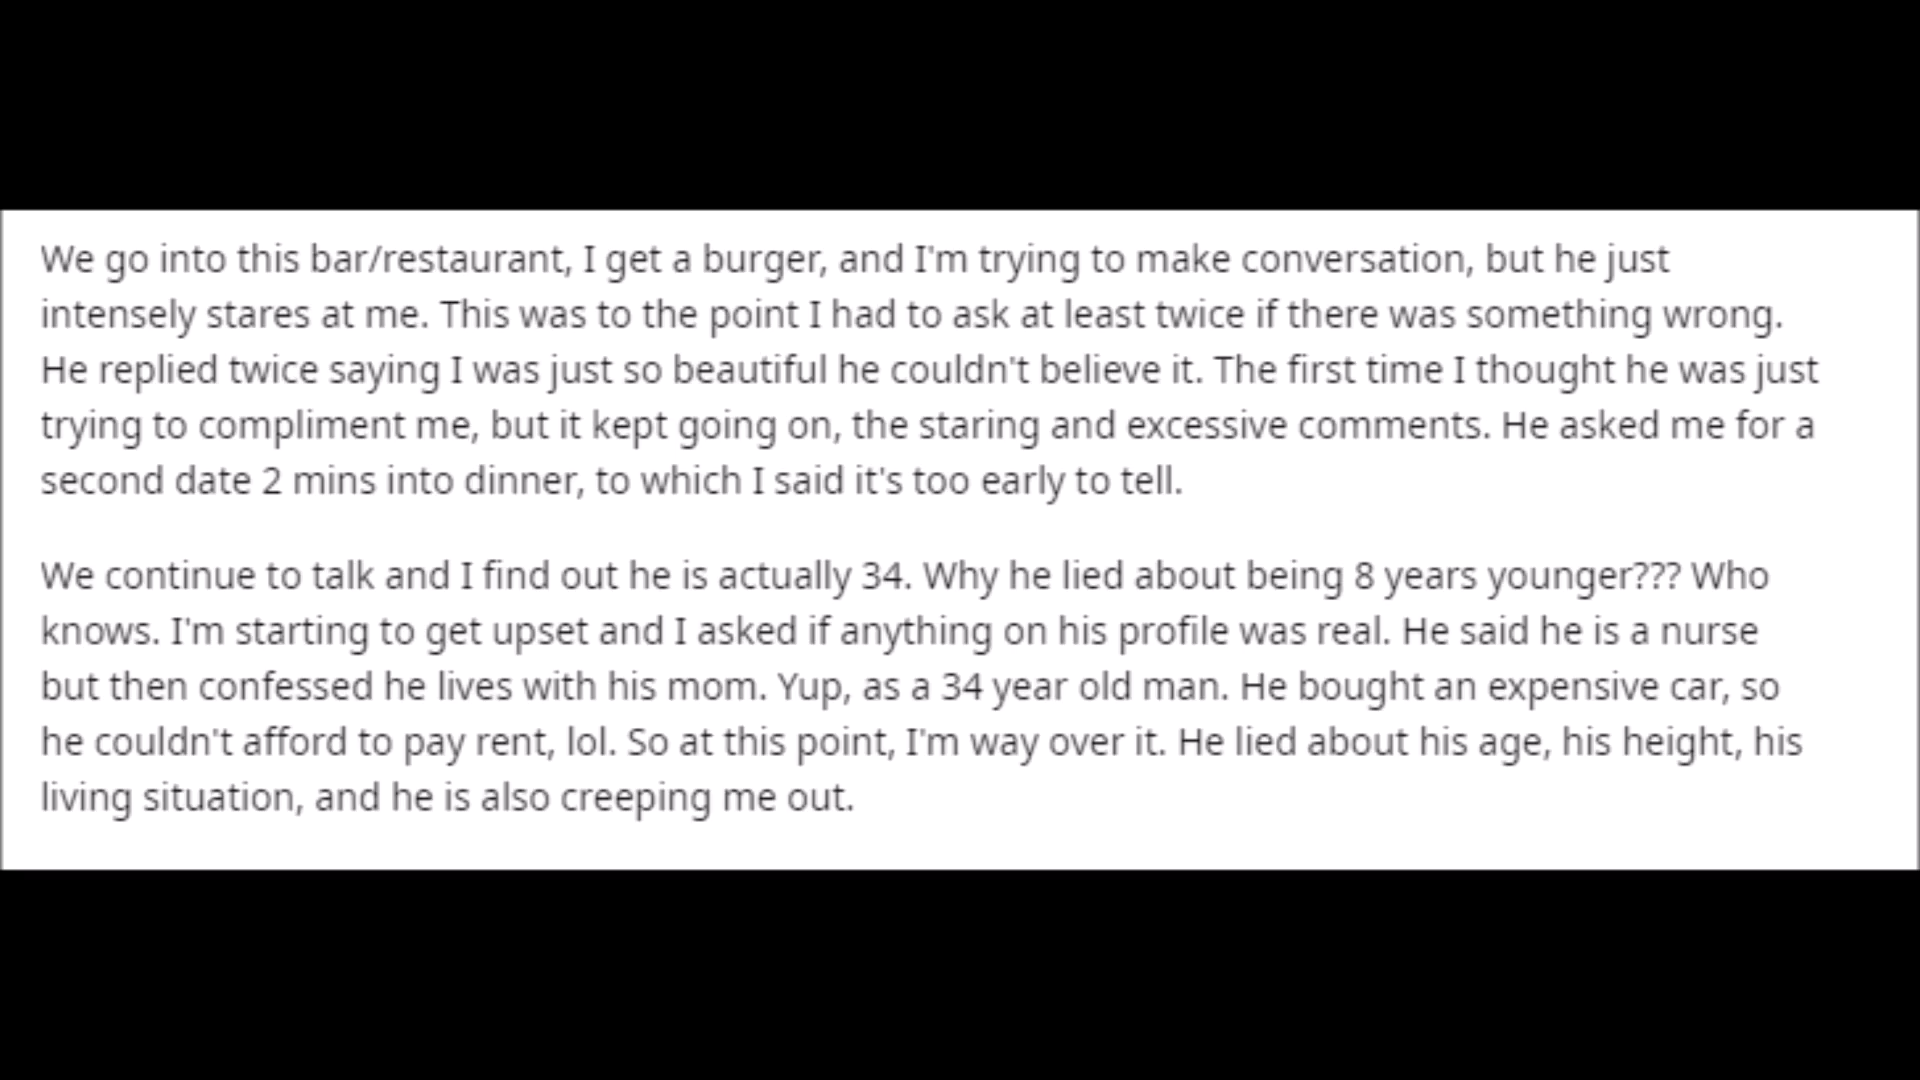 We go into this bar/restaurant, I get a burger, and I'm trying to make conversation, but he just
intensely stares at me. This was to the point I had to ask at least twice if there was something wrong.
He replied twice saying I was just so beautiful he couldn't believe it. The first time I thought he was just
trying to compliment me, but it kept going on, the staring and excessive comments. He asked me for a
second date 2 mins into dinner, to which I said it's too early to tell.
We continue to talk and I find out he is actually 34. Why he lied about being 8 years younger??? Who
knows. I'm starting to get upset and I asked if anything on his profile was real. He said he is a nurse
but then confessed he lives with his mom. Yup, as a 34 year old man. He bought an expensive car, so
he couldn't afford to pay rent, lol. So at this point, I'm way over it. He lied about his age, his height, his
living situation, and he is also creeping me out.